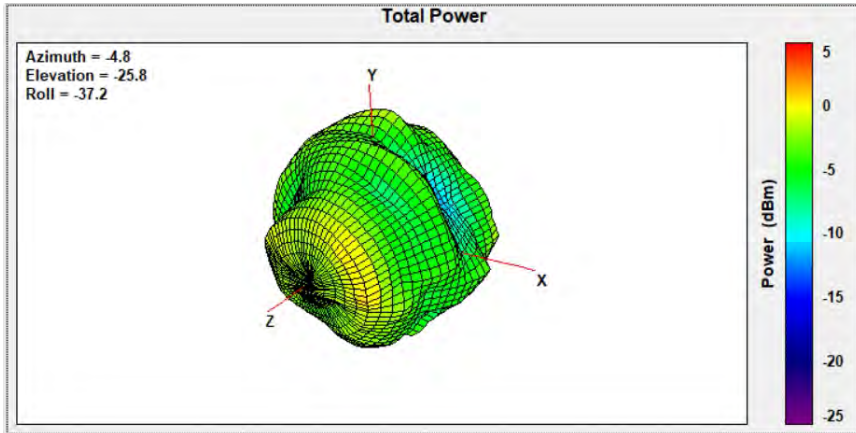 Total Power
Azimuth = -4.8
Elevation = -25.8
Roll = -37.2
Y
X
Z
5
0
-5
-10
-15
-20
-25
Power (dBm)